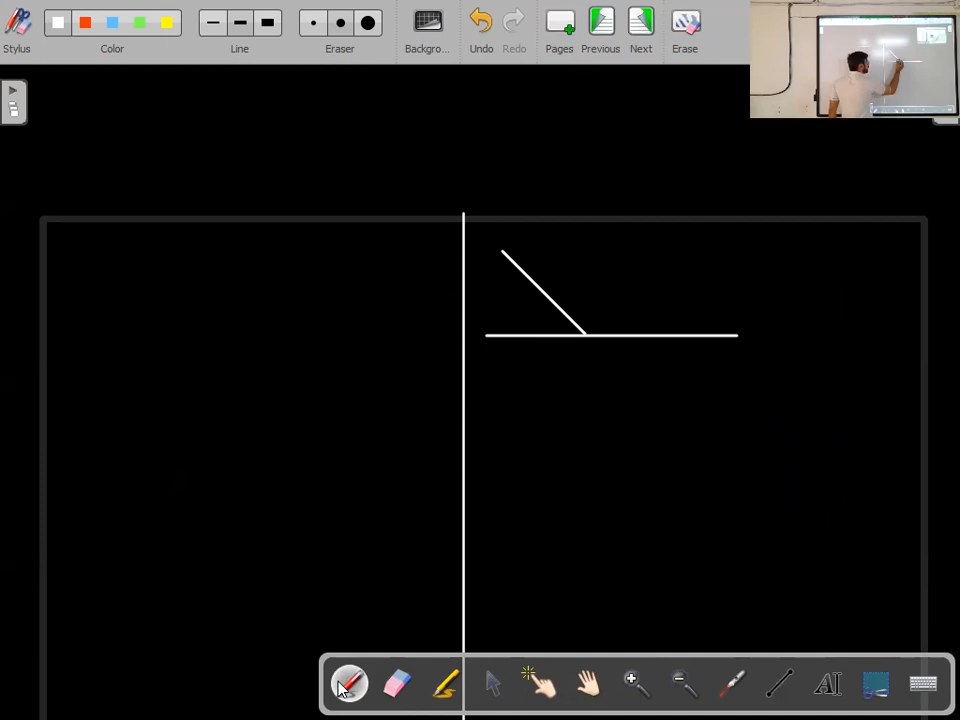 Stylus
Color
Line
Eraser
Backgro...
Undo
Redo
Pages
Previous
Next
Erase
AI